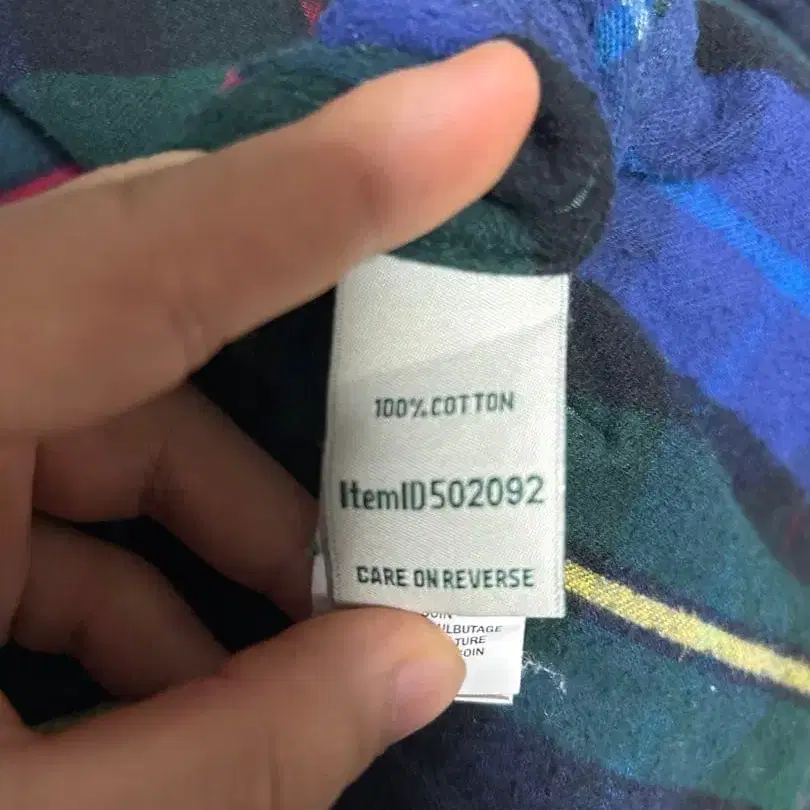 100% COTTON
ItemID502092
CARE ON REVERSE